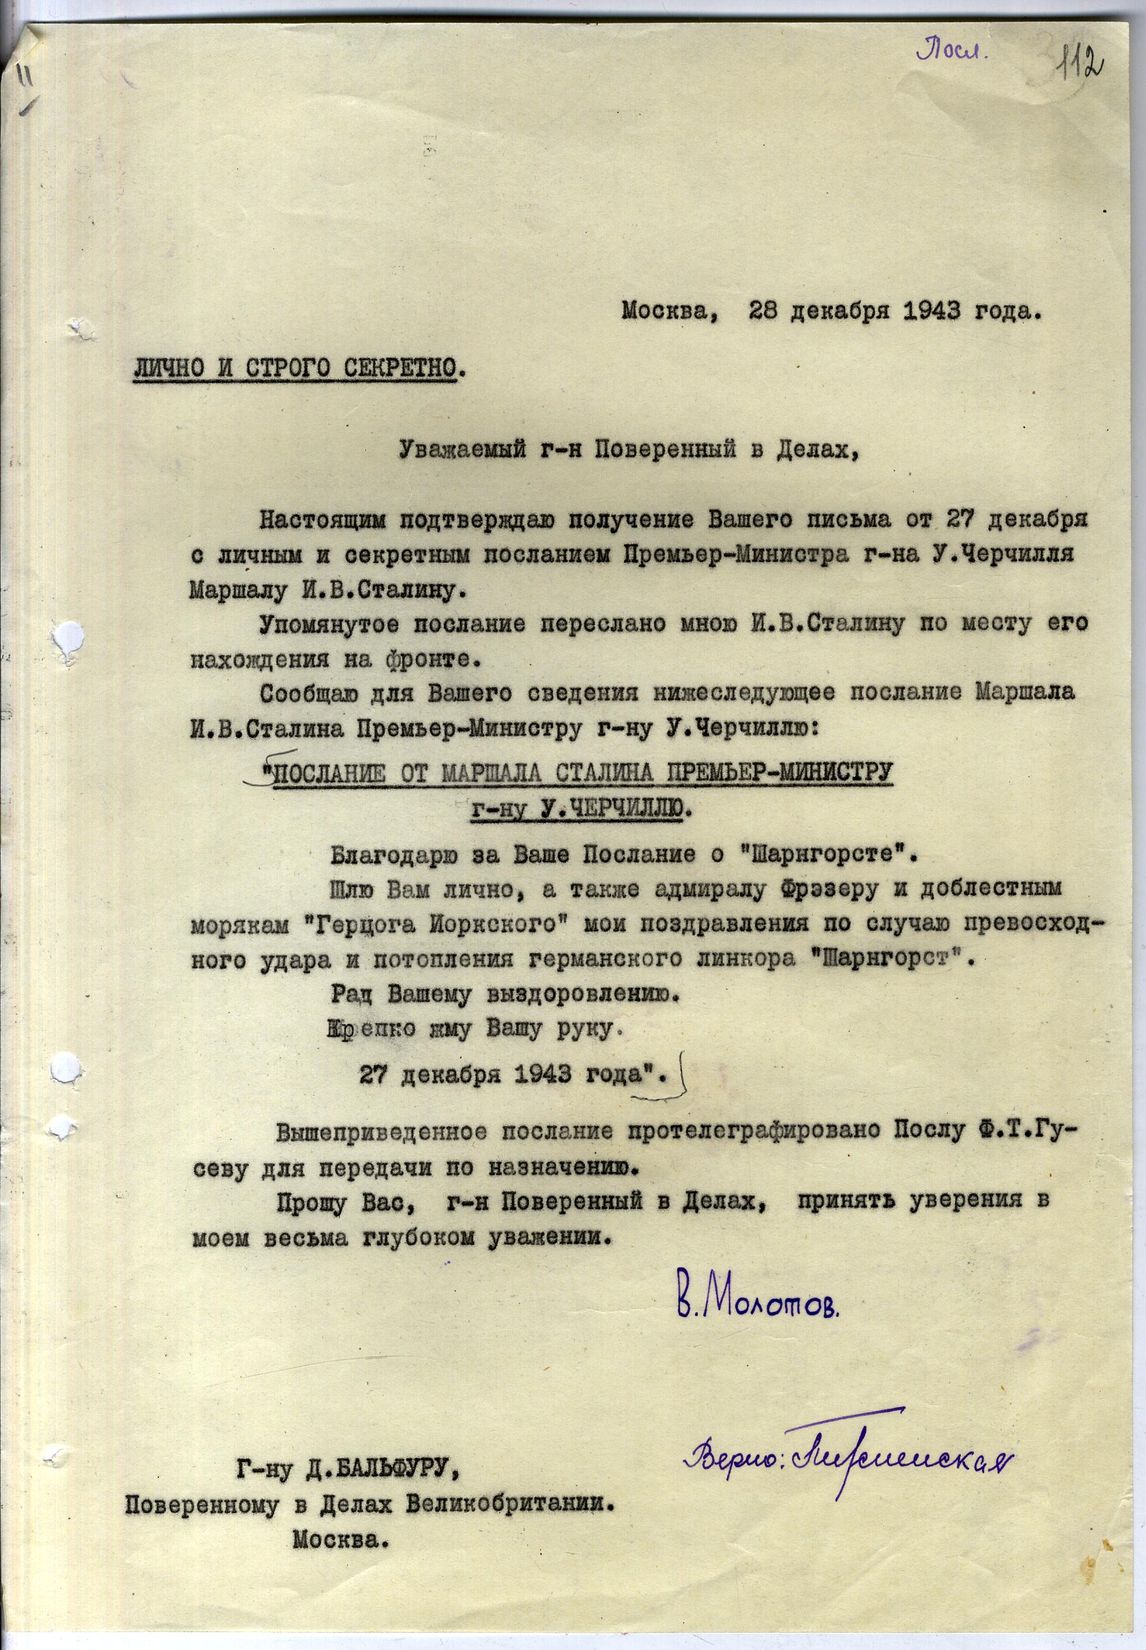 Посл.
112
Москва, 28 декабря 1943 года.
ЛИЧНО И СТРОГО СЕКРЕТНО.
Уважаемый г-н Поверенный в Делах,
Настоящим подтверждаю получение Вашего письма от 27 декабря
с личным и секретным посланием Премьер-Министра г-на У.Черчилля
Маршалу И.В.Сталину.
Упомянутое послание переслано мною И.В.Сталину по месту его
нахождения на фронте.
Сообщаю для Вашего сведения нижеследующее послание Маршала
И.В.Сталина Премьер-Министру г-ну У.Черчиллю:
"ПОСЛАНИЕ ОТ МАРШАЛА СТАЛИНА ПРЕМЬЕР-МИНИСТРУ
г-ну У.ЧЕРЧИЛЛЮ.
Благодарю за Ваше Послание о "Шарнгорсте".
Шлю Вам лично, а также адмиралу Фрэзеру и доблестным
морякам "Герцога Йоркского" мои поздравления по случаю превосход-
ного удара и потопления германского линкора "Шарнгорст".
Рад Вашему выздоровлению.
Крепко жму Вашу руку.
27 декабря 1943 года".
Вышеприведенное послание протелеграфировано Послу Ф.Т.Гу-
севу для передачи по назначению.
Прошу Вас, г-н Поверенный в Делах, принять уверения в
моем весьма глубоком уважении.
В.Молотов.
Верно:
Г-ну Д.БАЛЬФУРУ,
Поверенному в Делах Великобритании.
Москва.